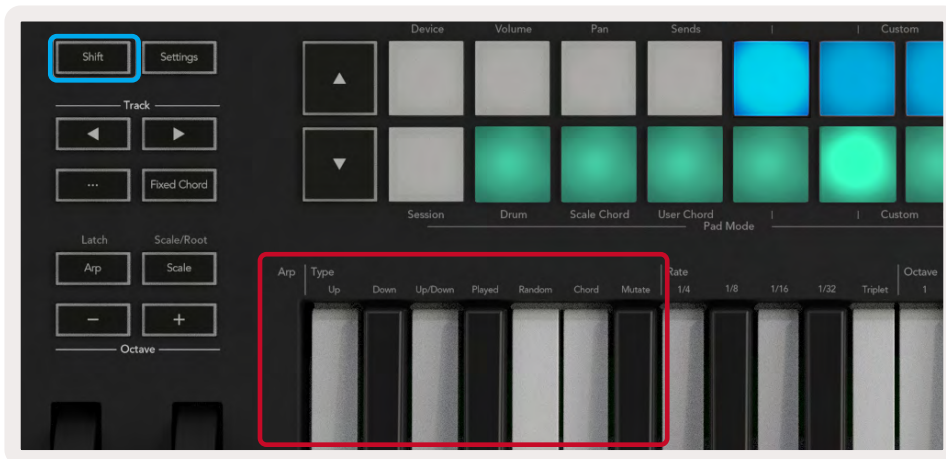 Device Volume Pan Sends Custom
Shift Settings
Track
... Fixed Chord
Session Drum Scale Chord User Chord Custom
Pad Mode
Latch Scale/Root
Arp Scale
Arp Type Rate Octave
Up Down Up/Down Played Random Chord Mutate 1/4 1/8 1/16 1/32 Triplet 1
− +
Octave